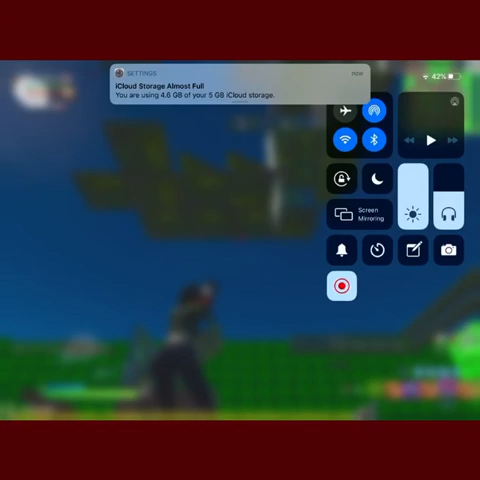 SETTINGS
now
iCloud Storage Almost Full
You are using 4.6 GB of your 5 GB iCloud storage.
42%
Screen
Mirroring